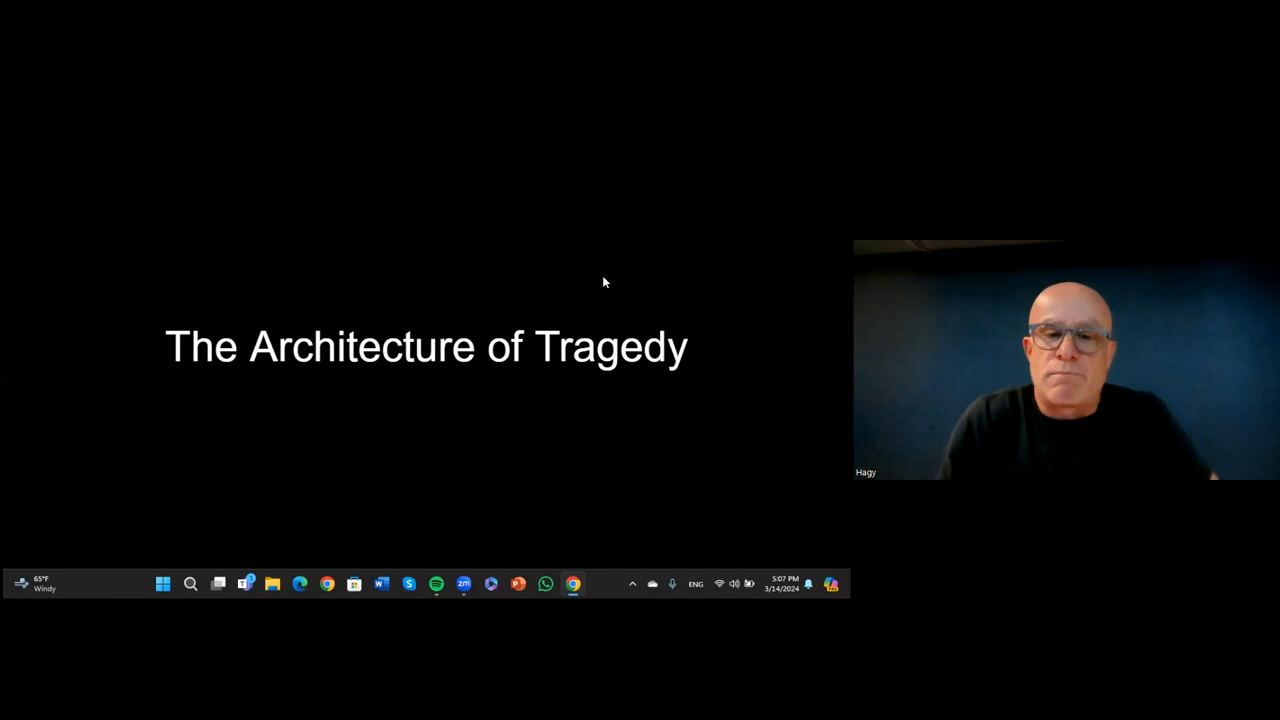 The Architecture of Tragedy
Hagy
65°F
Windy
ENG
5:07 PM
3/14/2024